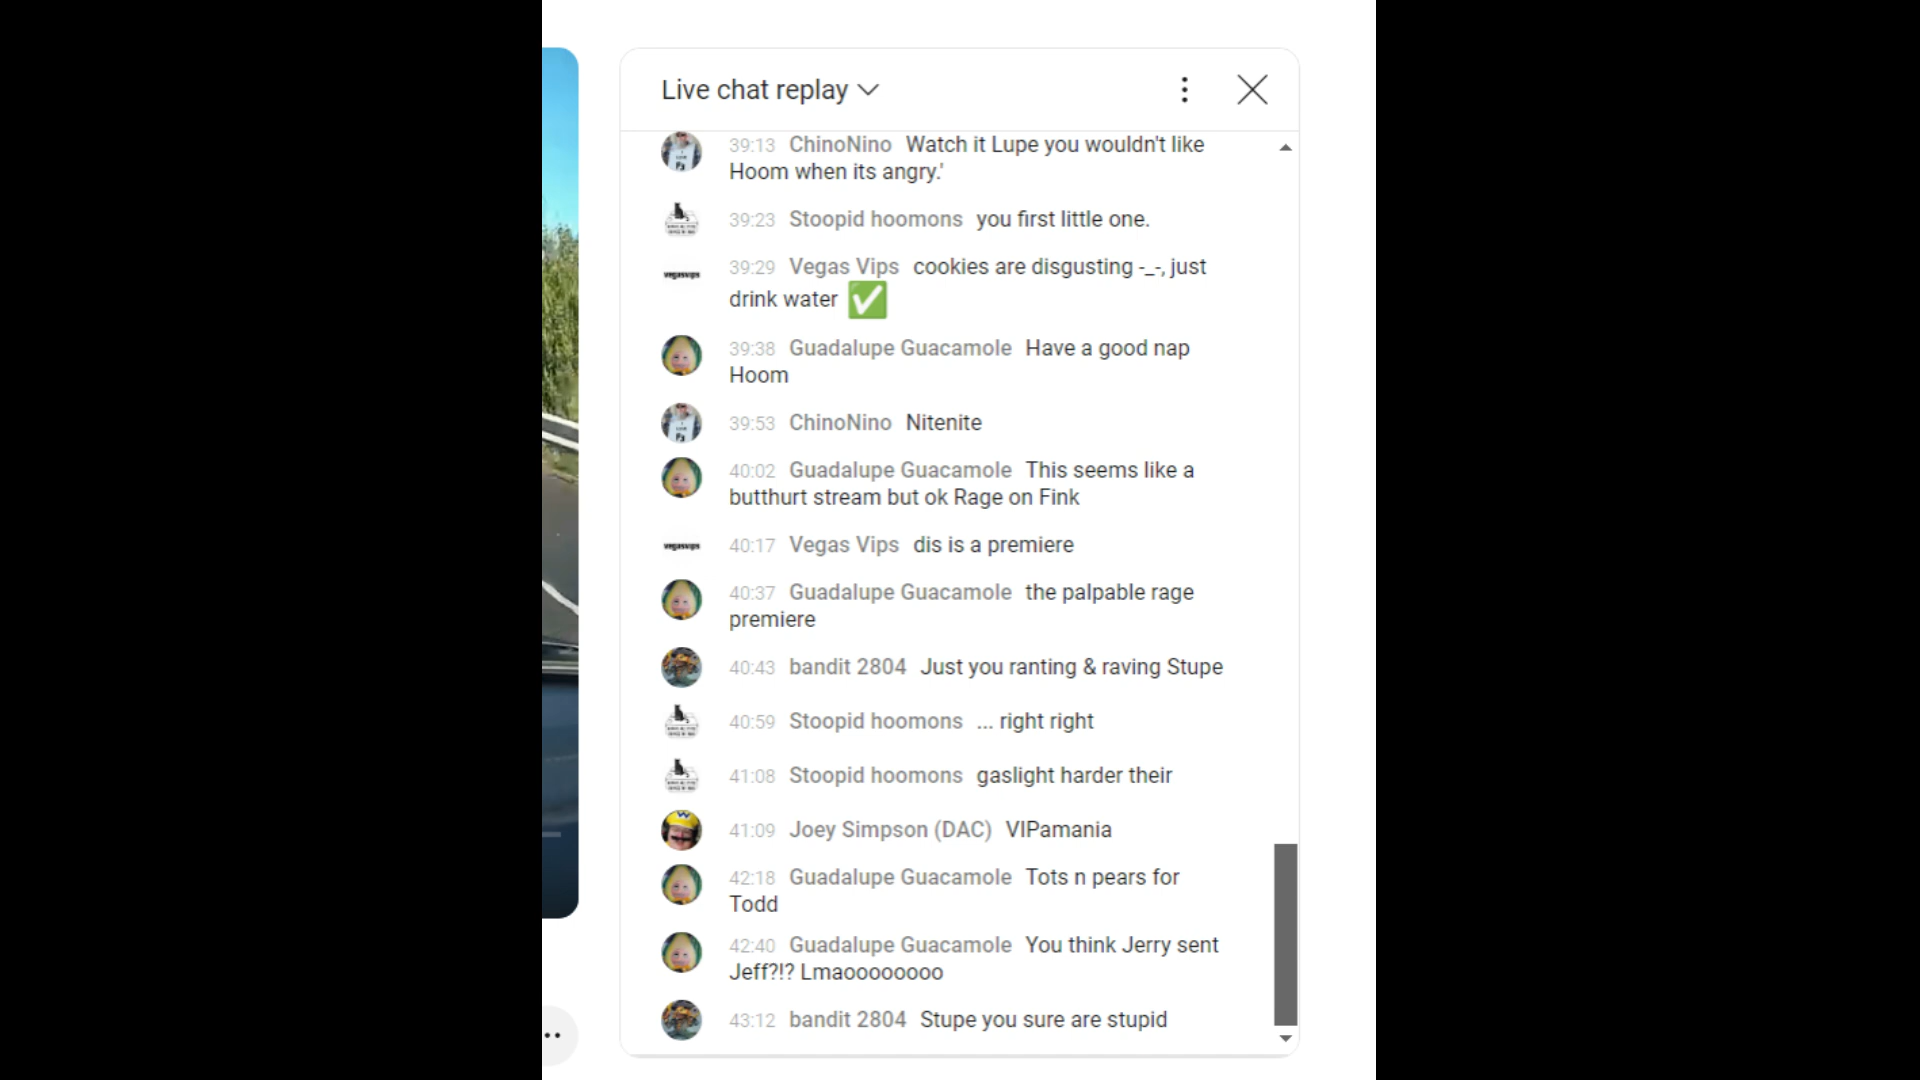 Live chat replay
39:13 ChinoNino Watch it Lupe you wouldn't like
Hoom when its angry.'
39:23 Stoopid hoomons you first little one.
39:29 Vegas Vips cookies are disgusting -_-, just
drink water ✅
39:38 Guadalupe Guacamole Have a good nap
Hoom
39:53 ChinoNino Nitenite
40:02 Guadalupe Guacamole This seems like a
butthurt stream but ok Rage on Fink
40:17 Vegas Vips dis is a premiere
40:37 Guadalupe Guacamole the palpable rage
premiere
40:43 bandit 2804 Just you ranting & raving Stupe
40:59 Stoopid hoomons ... right right
41:08 Stoopid hoomons gaslight harder their
41:09 Joey Simpson (DAC) VIPamania
42:18 Guadalupe Guacamole Tots n pears for
Todd
42:40 Guadalupe Guacamole You think Jerry sent
Jeff?!? Lmaoooooooo
43:12 bandit 2804 Stupe you sure are stupid